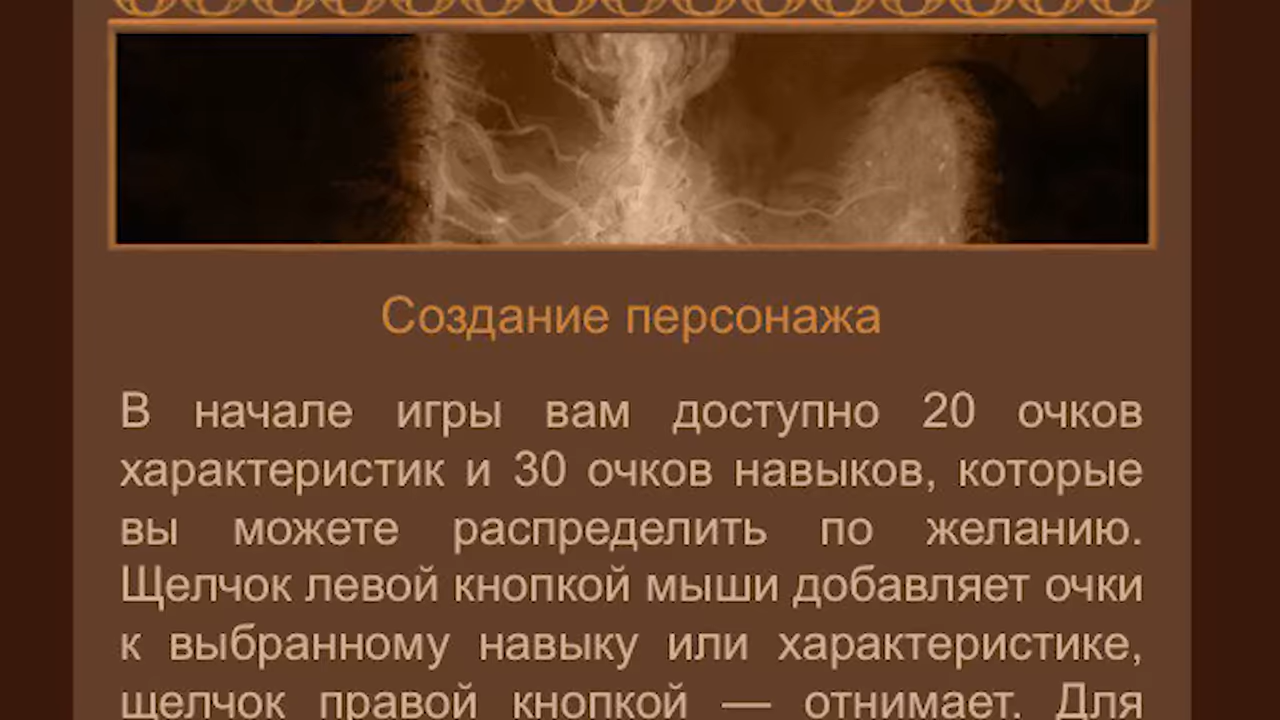 Создание персонажа
В начале игры вам доступно 20 очков
характеристик и 30 очков навыков, которые
вы можете распределить по желанию.
Щелчок левой кнопкой мыши добавляет очки
к выбранному навыку или характеристике,
щелчок правой кнопкой — отнимает. Для